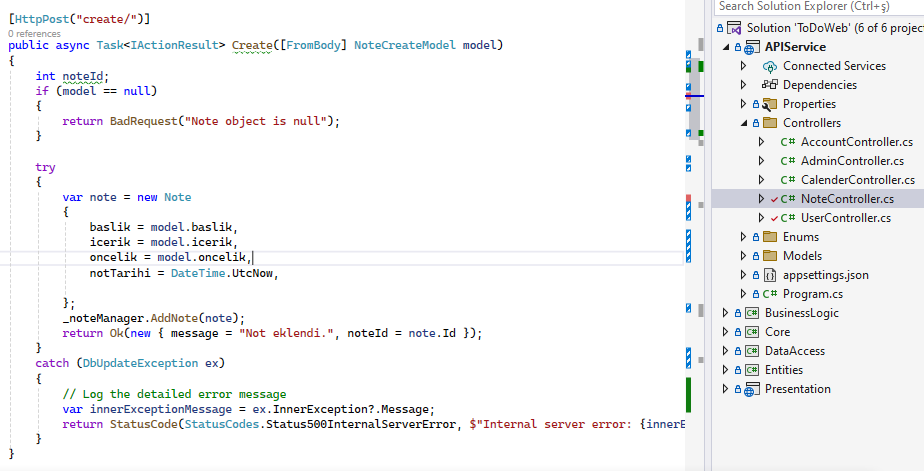 [HttpPost("create/")]
0 references
public async Task<IActionResult> Create([FromBody] NoteCreateModel model)
{
    int noteId;
    if (model == null)
    {
        return BadRequest("Note object is null");
    }

    try
    {
        var note = new Note
        {
            baslik = model.baslik,
            icerik = model.icerik,
            oncelik = model.oncelik,
            notTarihi = DateTime.UtcNow,

        };
        _noteManager.AddNote(note);
        return Ok(new { message = "Not eklendi.", noteId = note.Id });
    }
    catch (DbUpdateException ex)
    {
        // Log the detailed error message
        var innerExceptionMessage = ex.InnerException?.Message;
        return StatusCode(StatusCodes.Status500InternalServerError, $"Internal server error: {innerE
    }
}
Search Solution Explorer (Ctrl+ş)
Solution 'ToDoWeb' (6 of 6 project
APIService
Connected Services
Dependencies
Properties
Controllers
C# AccountController.cs
C# AdminController.cs
C# CalenderController.cs
C# NoteController.cs
C# UserController.cs
Enums
Models
appsettings.json
C# Program.cs
C# BusinessLogic
C# Core
C# DataAccess
C# Entities
Presentation